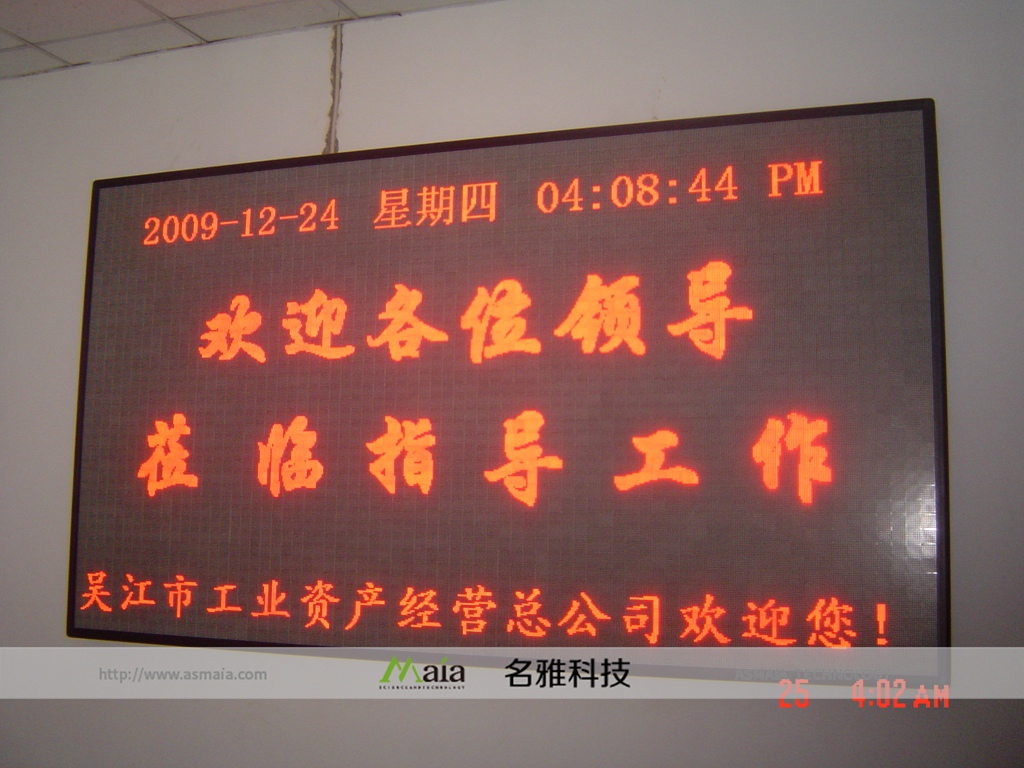 2009-12-24 星期四 04:08:44 PM
欢迎各位领导
莅临指导工作
吴江市工业资产经营总公司欢迎您!
http://www.asmaia.com
Maia
SCIENCEANDTECHNOLOGY
名雅科技
25 4:02 AM